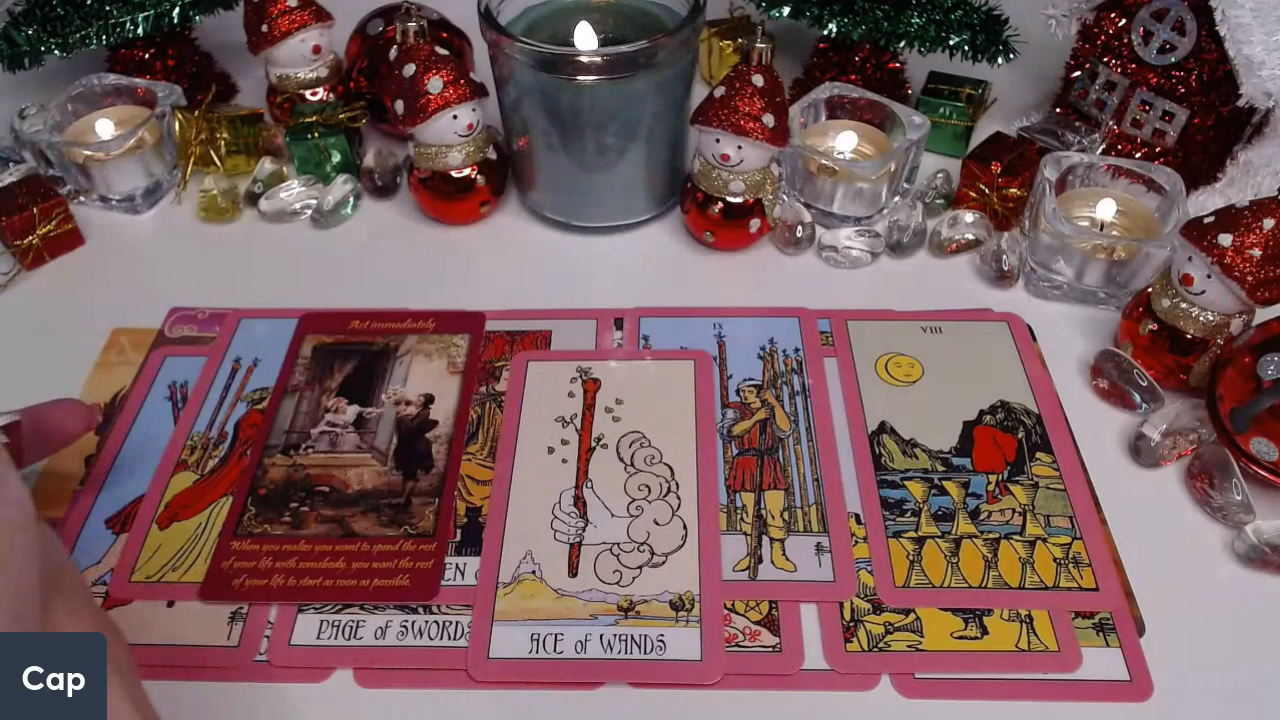 Act immediately
IX
VIII
When you realize you want to spend the rest
of your life with somebody, you want the rest
of your life to start as soon as possible.
EN
PAGE of SWORDS
ACE of WANDS
Cap